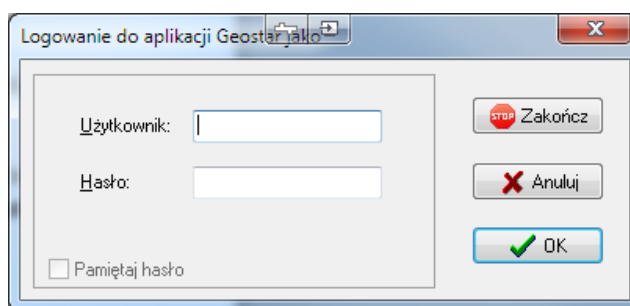 Logowanie do aplikacji Geostar jako
Użytkownik:
Hasło:
Pamiętaj hasło
STOP Zakończ
Anuluj
OK